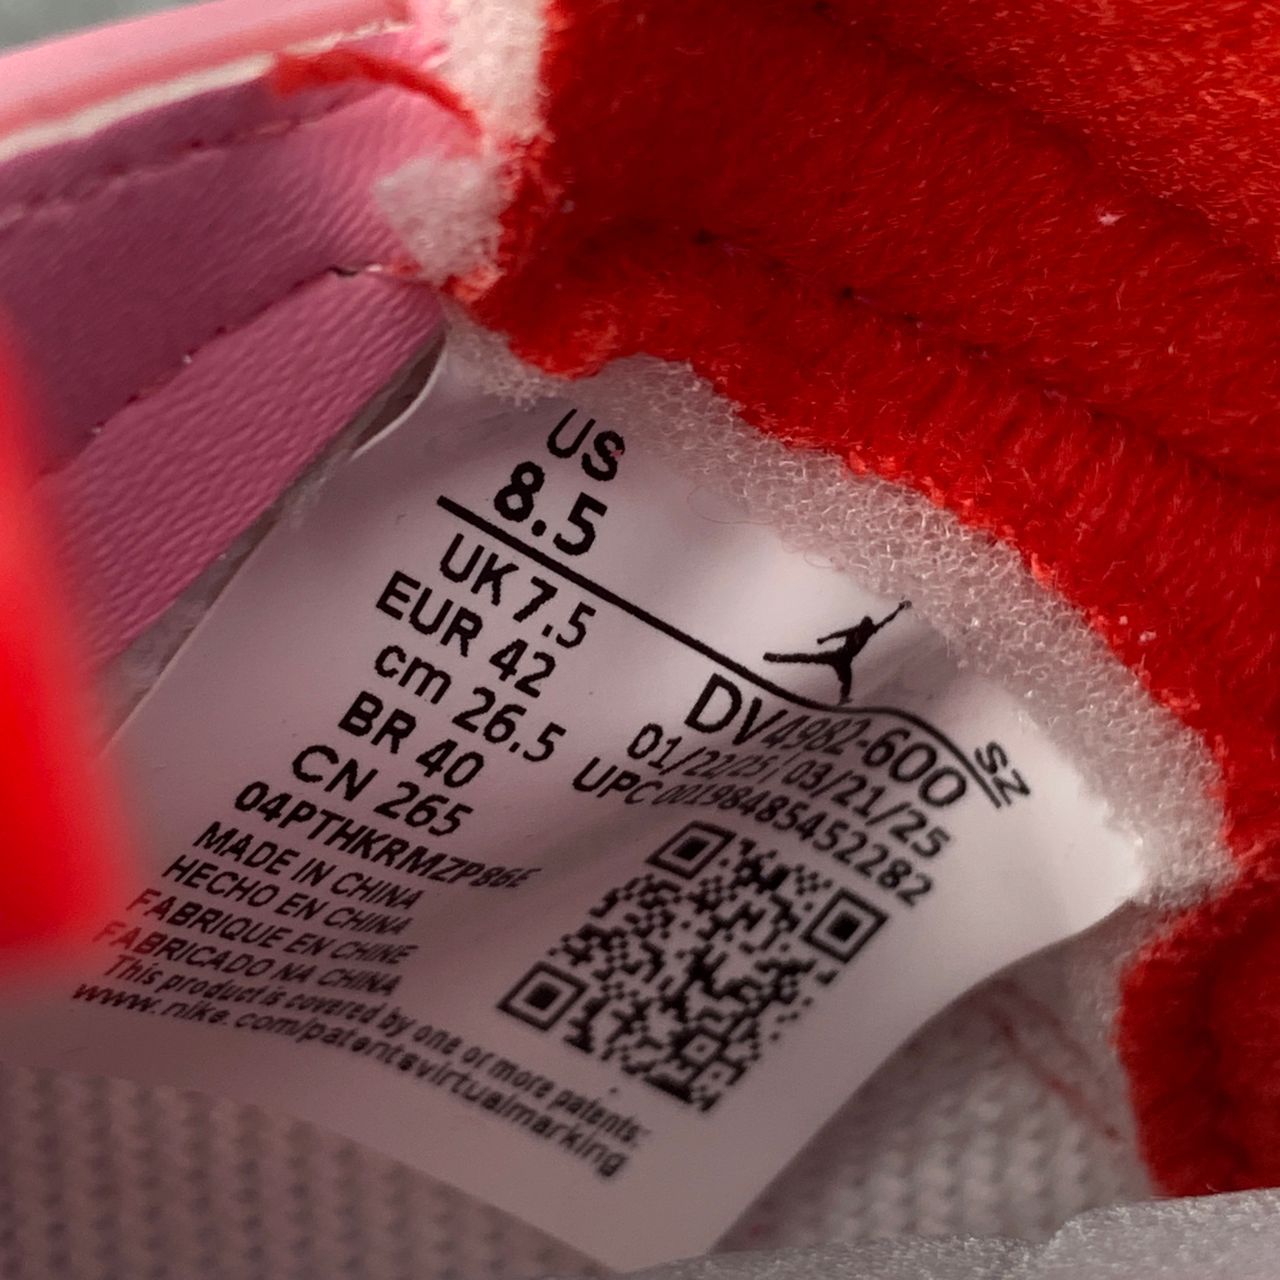 US
8.5
UK 7.5
EUR 42
cm 26.5
BR 40
CN 265
04PTHKRMZP86E
MADE IN CHINA
HECHO EN CHINA
FABRIQUE EN CHINE
FABRICADO NA CHINA
This product is covered by one or more patents:
www.nike.com/patentsvirtualmarking
DV4982-600
SZ
01/22/25 03/21/25
UPC 00198485452282